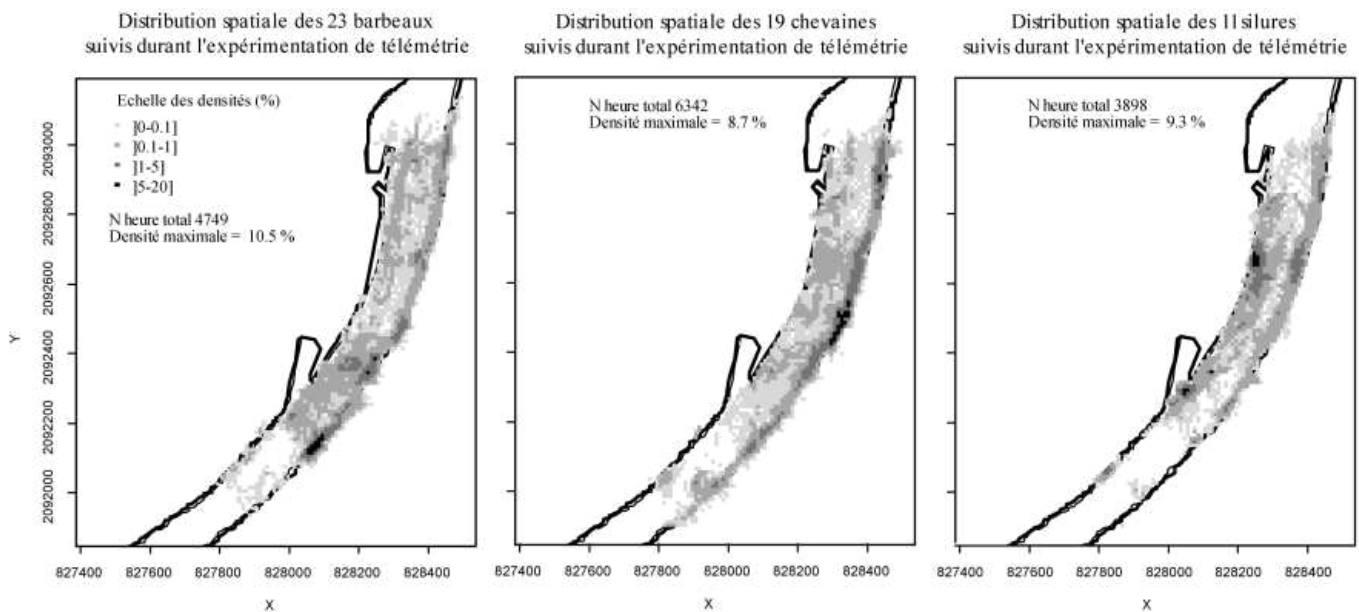 Distribution spatiale des 23 barbeaux
suivis durant l'expérimentation de télémétrie
Distribution spatiale des 19 chevaines
suivis durant l'expérimentation de télémétrie
Distribution spatiale des 11 silures
suivis durant l'expérimentation de télémétrie
Echelle des densités (%)
]0-0.1]
]0.1-1]
]1-5]
]5-20]
N heure total 4749
Densité maximale = 10.5 %
N heure total 6342
Densité maximale = 8.7 %
N heure total 3898
Densité maximale = 9.3 %
Y
2093000
2092800
2092600
2092400
2092200
2092000
827400 827600 827800 828000 828200 828400
827400 827600 827800 828000 828200 828400
827400 827600 827800 828000 828200 828400
X
X
X